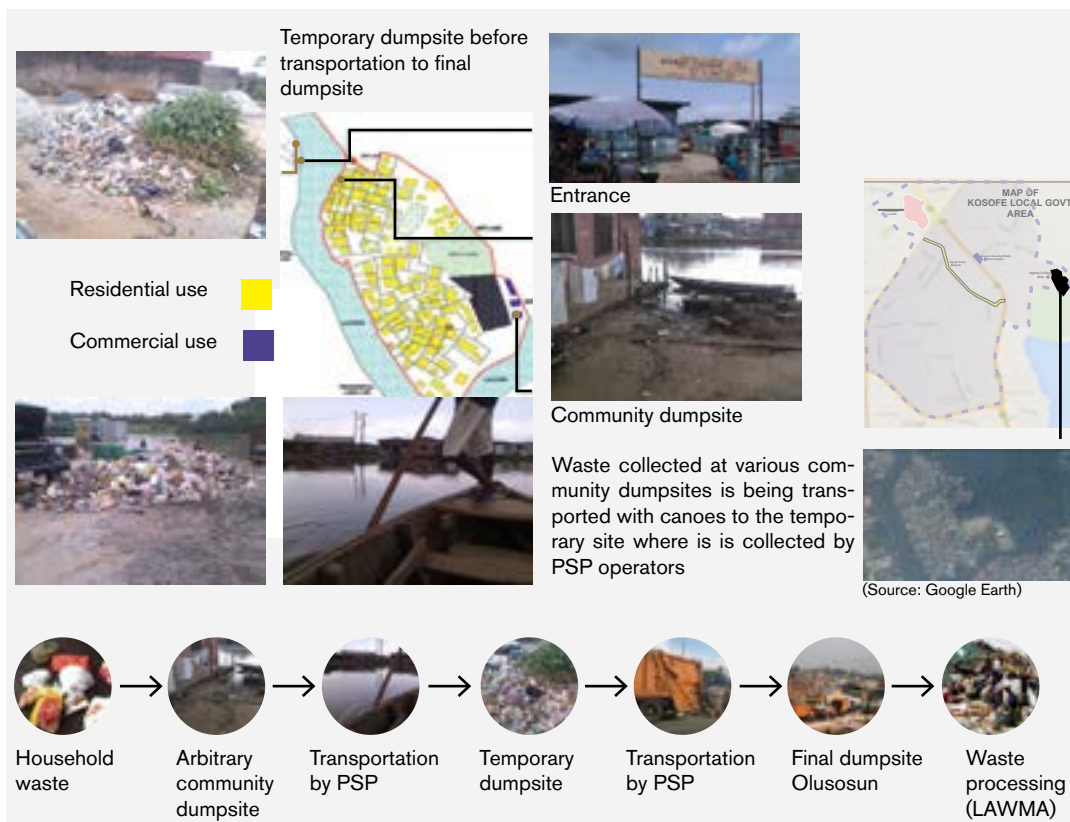 Temporary dumpsite before
transportation to final
dumpsite
Entrance
MAP OF
KOSOFE LOCAL GOVT
AREA
Residential use
Commercial use
Community dumpsite
Waste collected at various com-
munity dumpsites is being trans-
ported with canoes to the tempo-
rary site where is is collected by
PSP operators
(Source: Google Earth)
Household
waste
Arbitrary
community
dumpsite
Transportation
by PSP
Temporary
dumpsite
Transportation
by PSP
Final dumpsite
Olusosun
Waste
processing
(LAWMA)